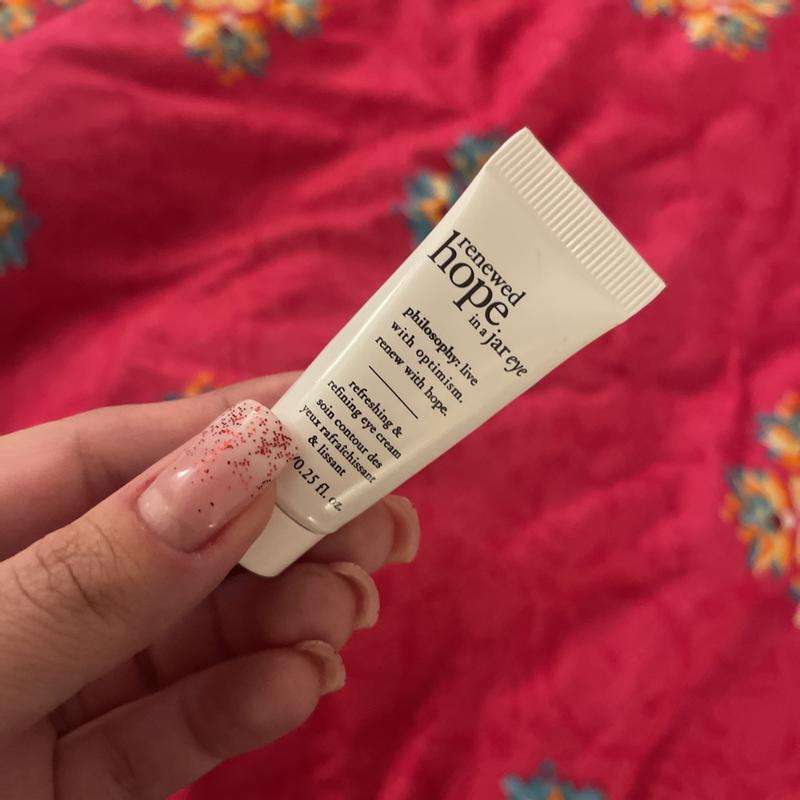 renewed
hope
in a jar eye
philosophy: live
with optimism.
renew with hope.
refreshing &
refining eye cream
soin contour des
yeux rafraîchissant
& lissant
/0.25 fl. oz.